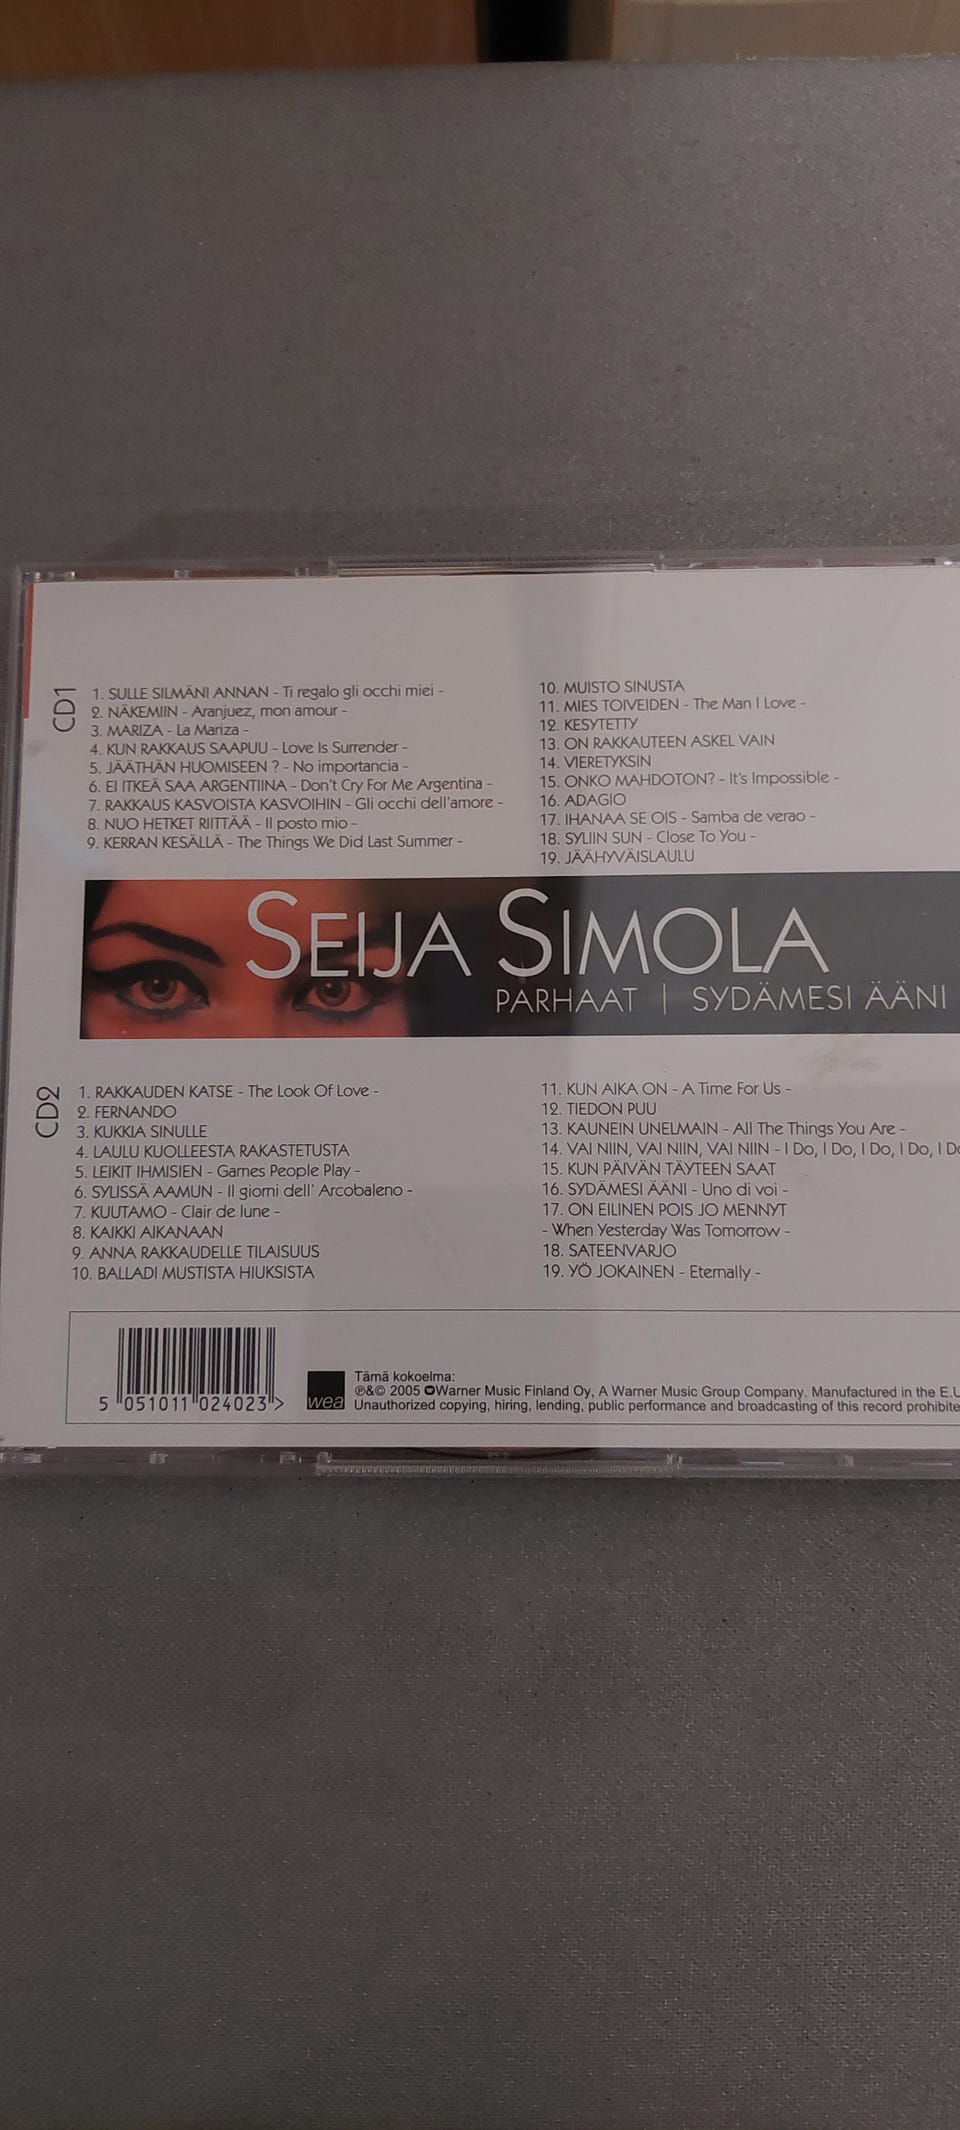 CD1
1. SULLE SILMÄNI ANNAN - Ti regalo gli occhi miei -
2. NÄKEMIIN - Aranjuez, mon amour -
3. MARIZA - La Mariza -
4. KUN RAKKAUS SAAPUU - Love Is Surrender -
5. JÄÄTHÄN HUOMISEEN ? - No importancia -
6. EI ITKEÄ SAA ARGENTIINA - Don't Cry For Me Argentina -
7. RAKKAUS KASVOISTA KASVOIHIN - Gli occhi dell'amore -
8. NUO HETKET RIITTÄÄ - Il posto mio -
9. KERRAN KESÄLLÄ - The Things We Did Last Summer -
10. MUISTO SINUSTA
11. MIES TOIVEIDEN - The Man I Love -
12. KESYTETTY
13. ON RAKKAUTEEN ASKEL VAIN
14. VIERETYKSIN
15. ONKO MAHDOTON? - It's Impossible -
16. ADAGIO
17. IHANAA SE OIS - Samba de verao -
18. SYLIIN SUN - Close To You -
19. JÄÄHYVÄISLAULU
SEIJA SIMOLA
PARHAAT | SYDÄMESI ÄÄNI
CD2
1. RAKKAUDEN KATSE - The Look Of Love -
2. FERNANDO
3. KUKKIA SINULLE
4. LAULU KUOLLEESTA RAKASTETUSTA
5. LEIKIT IHMISIEN - Games People Play -
6. SYLISSÄ AAMUN - Il giorni dell' Arcobaleno -
7. KUUTAMO - Clair de lune -
8. KAIKKI AIKANAAN
9. ANNA RAKKAUDELLE TILAISUUS
10. BALLADI MUSTISTA HIUKSISTA
11. KUN AIKA ON - A Time For Us -
12. TIEDON PUU
13. KAUNEIN UNELMAIN - All The Things You Are -
14. VAI NIIN, VAI NIIN, VAI NIIN - I Do, I Do, I Do, I Do, I Do
15. KUN PÄIVÄN TÄYTEEN SAAT
16. SYDÄMESI ÄÄNI - Uno di voi -
17. ON EILINEN POIS JO MENNYT
- When Yesterday Was Tomorrow -
18. SATEENVARJO
19. YÖ JOKAINEN - Eternally -
5 051011 024023 >
wea
Tämä kokoelma:
℗&© 2005 Warner Music Finland Oy, A Warner Music Group Company. Manufactured in the E.U
Unauthorized copying, hiring, lending, public performance and broadcasting of this record prohibite